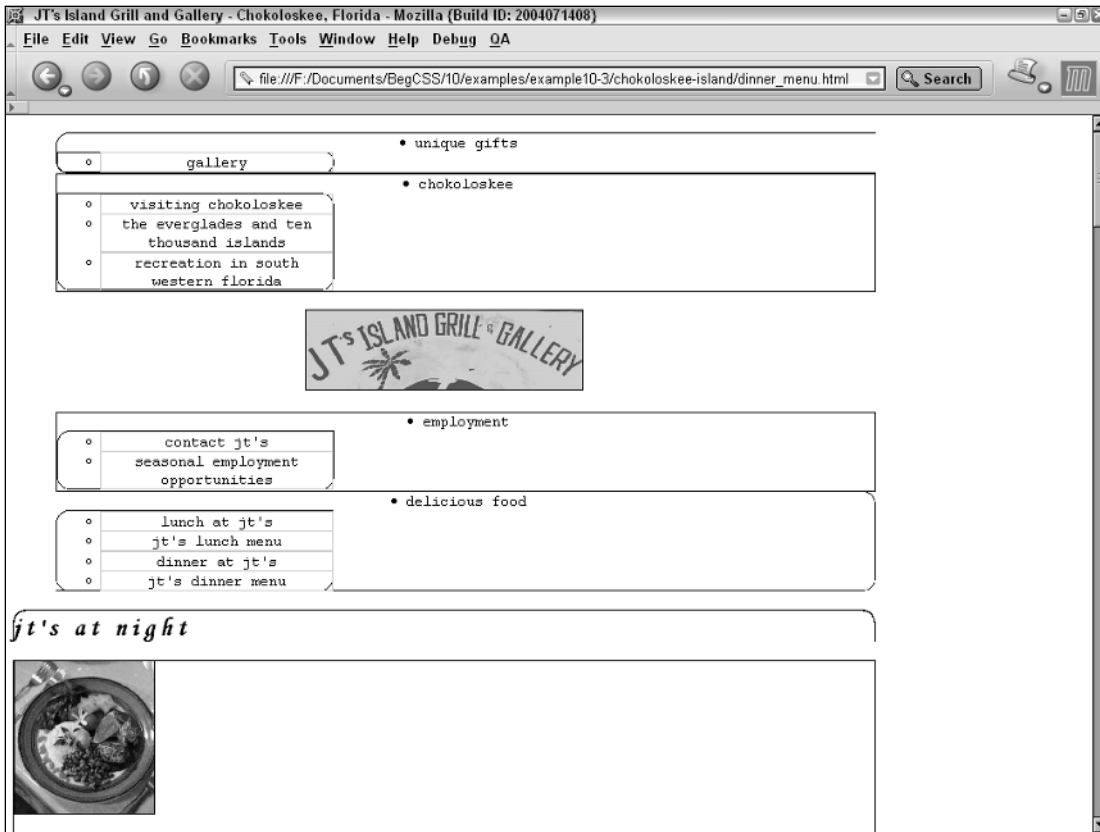 JT's Island Grill and Gallery - Chokoloskee, Florida - Mozilla {Build ID: 2004071408}
File Edit View Go Bookmarks Tools Window Help Debug QA
file:///F:/Documents/BegCSS/10/examples/example10-3/chokoloskee-island/dinner_menu.html Search
• unique gifts
gallery
• chokoloskee
visiting chokoloskee
the everglades and ten
thousand islands
recreation in south
western florida
JT's ISLAND GRILL & GALLERY
• employment
contact jt's
seasonal employment
opportunities
• delicious food
lunch at jt's
jt's lunch menu
dinner at jt's
jt's dinner menu
jt's at night